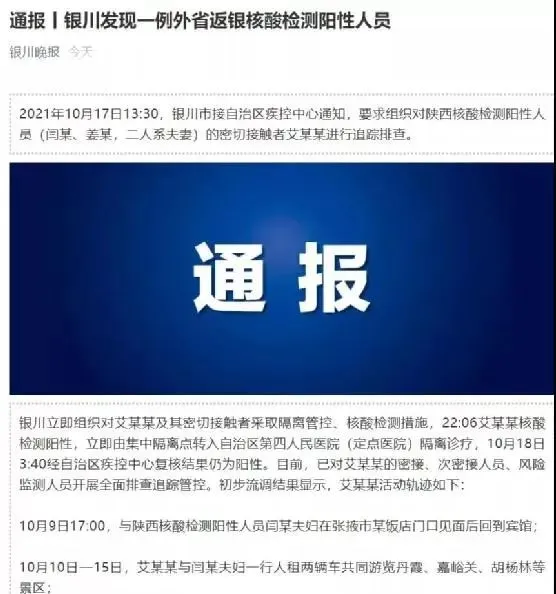 通报丨银川发现一例外省返银核酸检测阳性人员
银川晚报 今天
2021年10月17日13:30，银川市接自治区疾控中心通知，要求组织对陕西核酸检测阳性人
员（闫某、姜某，二人系夫妻）的密切接触者艾某某进行追踪排查。
通 报
银川立即组织对艾某某及其密切接触者采取隔离管控、核酸检测措施，22:06艾某某核酸
检测阳性，立即由集中隔离点转入自治区第四人民医院（定点医院）隔离诊疗，10月18日
3:40经自治区疾控中心复核结果仍为阳性。目前，已对艾某某的密接、次密接人员、风险
监测人员开展全面排查追踪管控。初步流调结果显示，艾某某活动轨迹如下：
10月9日17:00，与陕西核酸检测阳性人员闫某夫妇在张掖市某饭店门口见面后回到宾馆；
10月10日—15日，艾某某与闫某夫妇一行人租两辆车共同游览丹霞、嘉峪关、胡杨林等
景区；